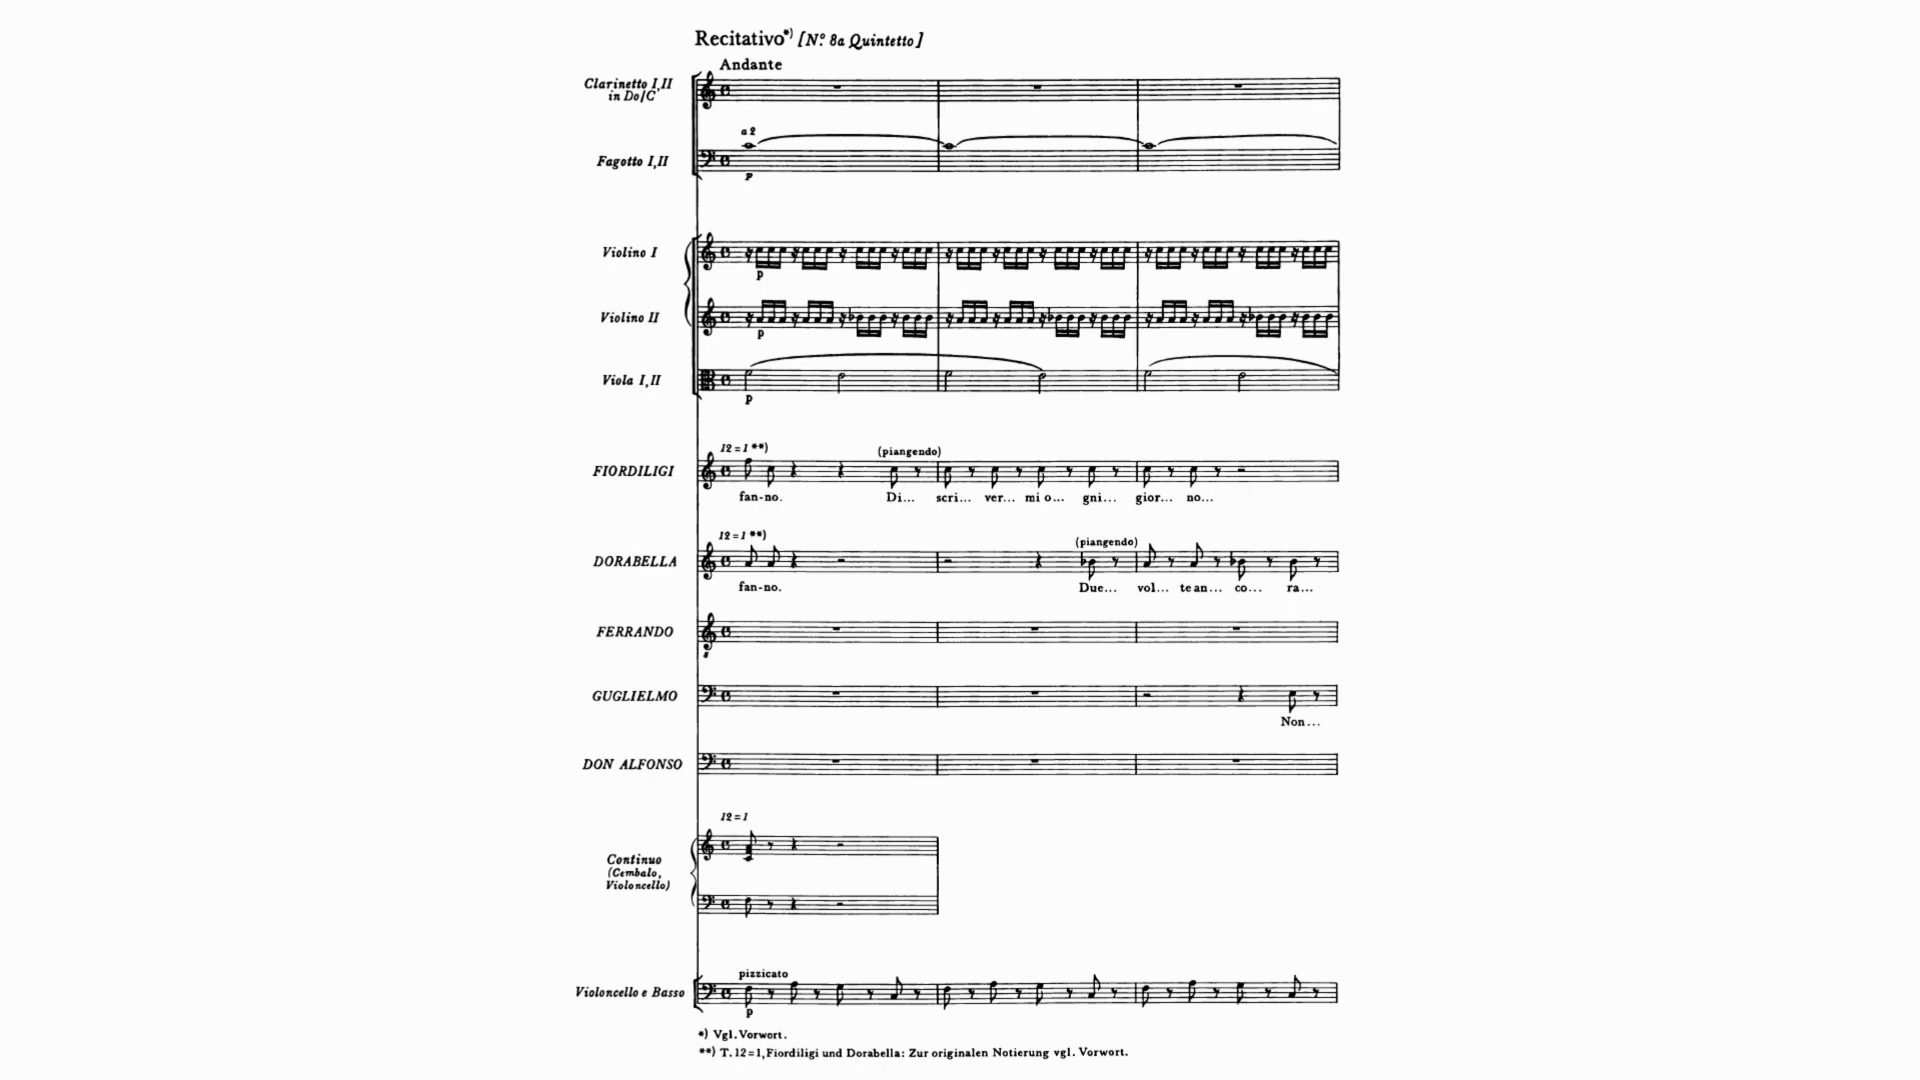 Recitativo*) [Nº 8a Quintetto]
Andante
Clarinetto I,II
in Do/C
a 2
Fagotto I,II
p
Violino I
p
Violino II
p
Viola I,II
p
12=1 **)
(piangendo)
FIORDILIGI
fan-no. Di... scri... ver... mi o... gni... gior... no...
12=1 **)
(piangendo)
DORABELLA
fan-no. Due... vol... te an... co... ra...
FERRANDO
8
GUGLIELMO
Non...
DON ALFONSO
12=1
Continuo
(Cembalo,
Violoncello)
pizzicato
Violoncello e Basso
p
*) Vgl. Vorwort.
**) T. 12=1, Fiordiligi und Dorabella: Zur originalen Notierung vgl. Vorwort.